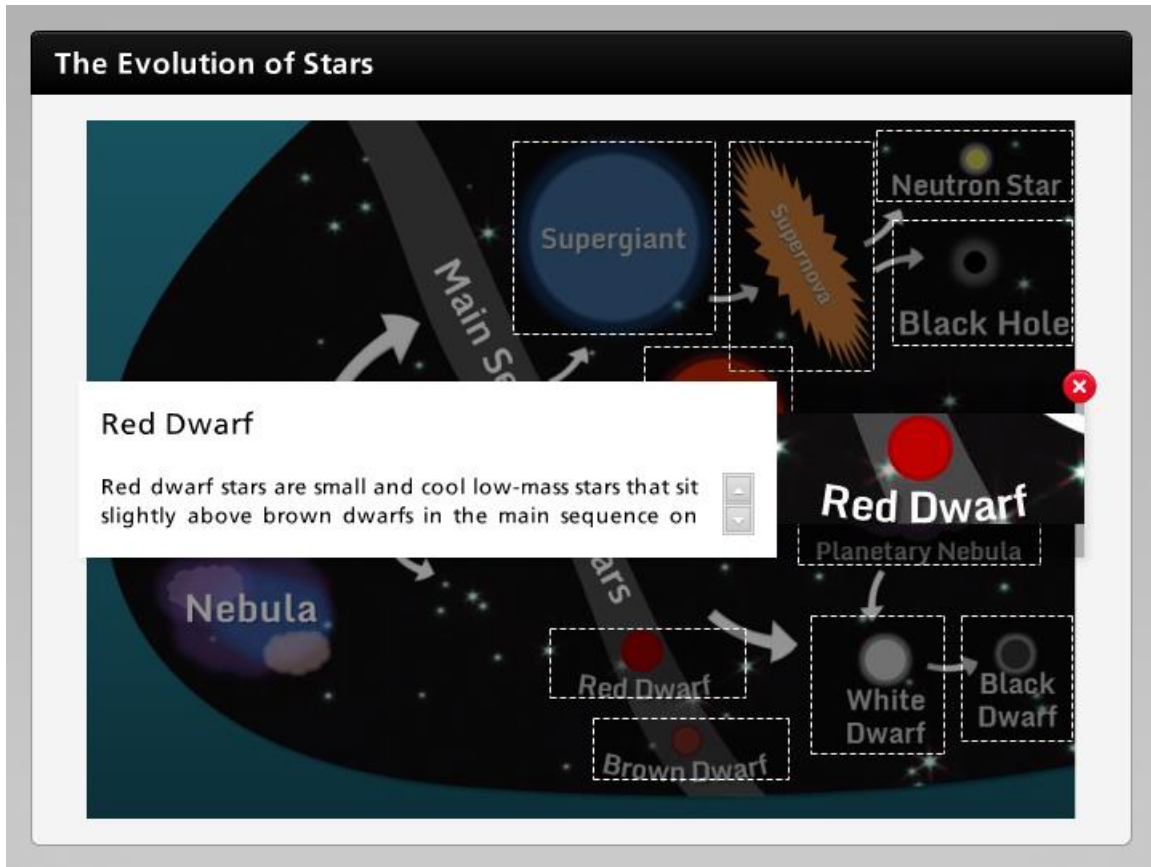 The Evolution of Stars
Neutron Star
Supergiant
Supernova
Black Hole
Main Se
Red Dwarf
Red dwarf stars are small and cool low-mass stars that sit
slightly above brown dwarfs in the main sequence on
Red Dwarf
Planetary Nebula
ars
Nebula
Red Dwarf
White
Dwarf
Black
Dwarf
Brown Dwarf